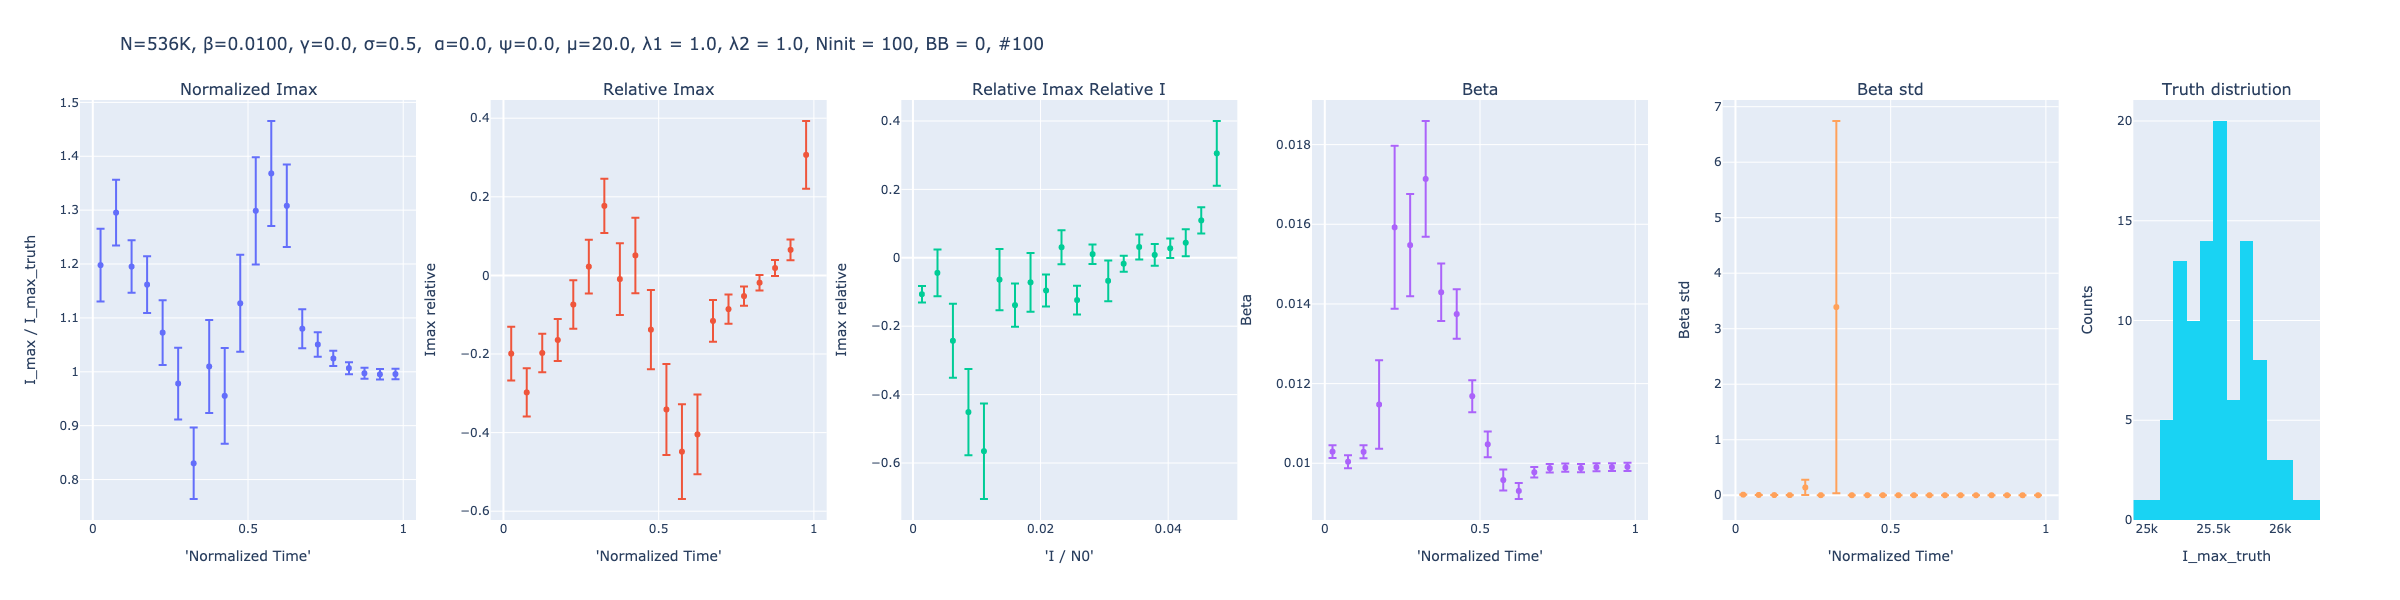 N=536K, β=0.0100, γ=0.0, σ=0.5,  α=0.0, ψ=0.0, μ=20.0, λ1 = 1.0, λ2 = 1.0, Ninit = 100, BB = 0, #100
Normalized Imax
1.5
1.4
1.3
1.2
1.1
1
0.9
0.8
I_max / I_max_truth
0
0.5
1
'Normalized Time'
Relative Imax
0.4
0.2
0
−0.2
−0.4
−0.6
Imax relative
0
0.5
1
'Normalized Time'
Relative Imax Relative I
0.4
0.2
0
−0.2
−0.4
−0.6
Imax relative
0
0.02
0.04
'I / N0'
Beta
0.018
0.016
0.014
0.012
0.01
Beta
0
0.5
1
'Normalized Time'
Beta std
7
6
5
4
3
2
1
0
Beta std
0
0.5
1
'Normalized Time'
Truth distriution
20
15
10
5
0
Counts
25k
25.5k
26k
I_max_truth